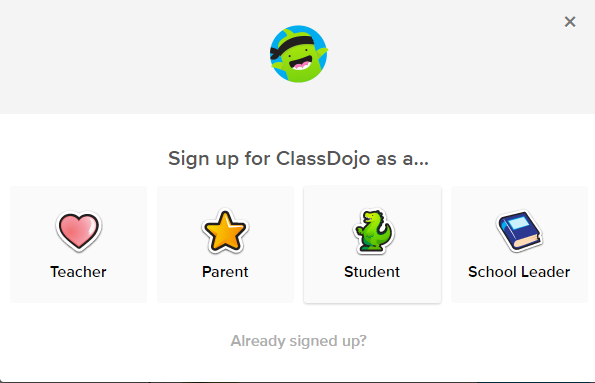 Sign up for ClassDojo as a...
Teacher
Parent
Student
School Leader
Already signed up?